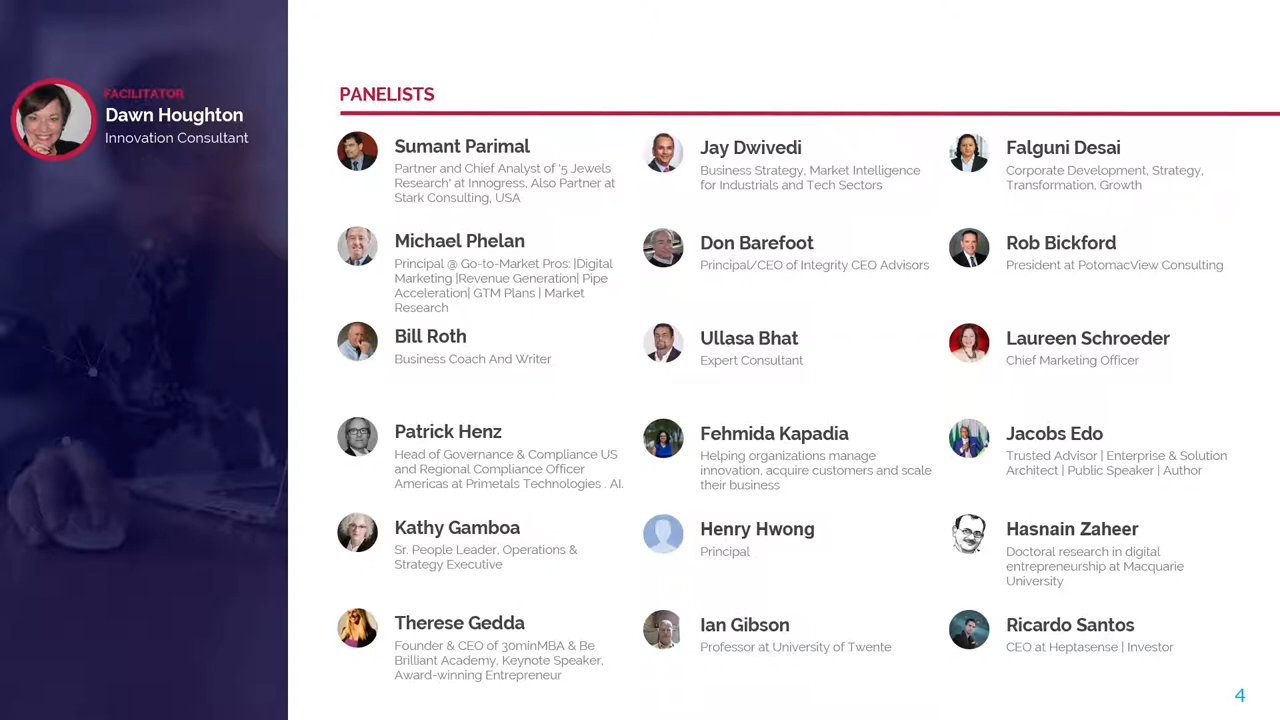 FACILITATOR
Dawn Houghton
Innovation Consultant
PANELISTS
Sumant Parimal
Partner and Chief Analyst of '5 Jewels
Research' at Innogress, Also Partner at
Stark Consulting, USA
Jay Dwivedi
Business Strategy, Market Intelligence
for Industrials and Tech Sectors
Falguni Desai
Corporate Development, Strategy,
Transformation, Growth
Michael Phelan
Principal @ Go-to-Market Pros: |Digital
Marketing |Revenue Generation| Pipe
Acceleration| GTM Plans | Market
Research
Don Barefoot
Principal/CEO of Integrity CEO Advisors
Rob Bickford
President at PotomacView Consulting
Bill Roth
Business Coach And Writer
Ullasa Bhat
Expert Consultant
Laureen Schroeder
Chief Marketing Officer
Patrick Henz
Head of Governance & Compliance US
and Regional Compliance Officer
Americas at Primetals Technologies . AI.
Fehmida Kapadia
Helping organizations manage
innovation, acquire customers and scale
their business
Jacobs Edo
Trusted Advisor | Enterprise & Solution
Architect | Public Speaker | Author
Kathy Gamboa
Sr. People Leader, Operations &
Strategy Executive
Henry Hwong
Principal
Hasnain Zaheer
Doctoral research in digital
entrepreneurship at Macquarie
University
Therese Gedda
Founder & CEO of 30minMBA & Be
Brilliant Academy, Keynote Speaker,
Award-winning Entrepreneur
Ian Gibson
Professor at University of Twente
Ricardo Santos
CEO at Heptasense | Investor
4